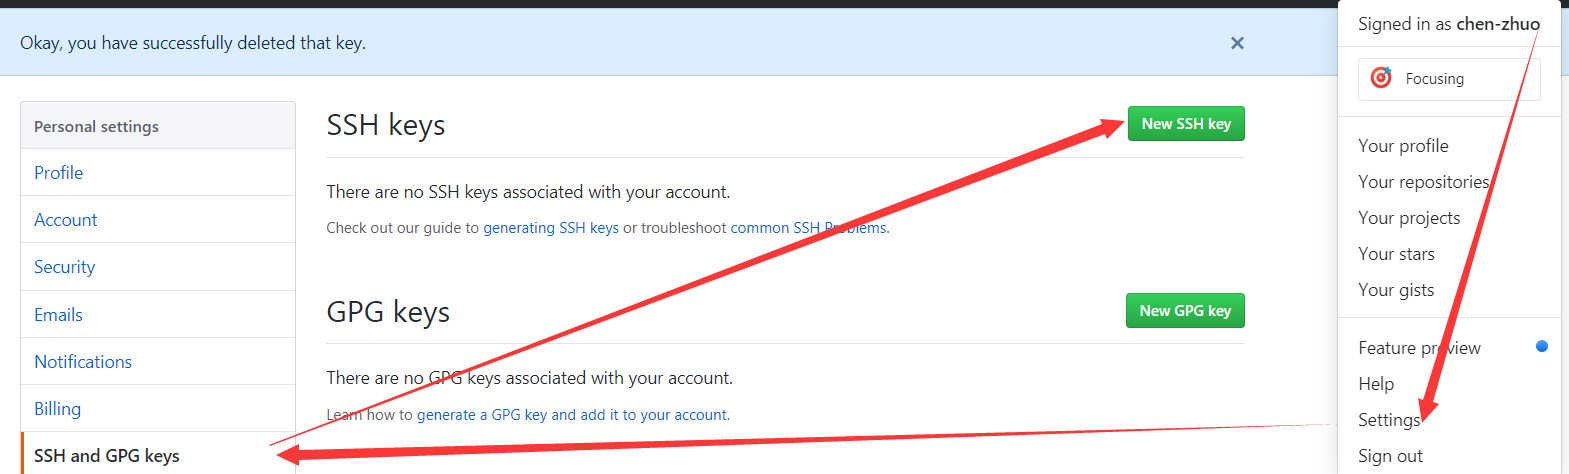 Okay, you have successfully deleted that key.
Personal settings
Profile
Account
Security
Emails
Notifications
Billing
SSH and GPG keys
SSH keys
New SSH key
There are no SSH keys associated with your account.
Check out our guide to generating SSH keys or troubleshoot common SSH Problems.
GPG keys
New GPG key
There are no GPG keys associated with your account.
Learn how to generate a GPG key and add it to your account.
Signed in as chen-zhuo
Focusing
Your profile
Your repositories
Your projects
Your stars
Your gists
Feature preview
Help
Settings
Sign out